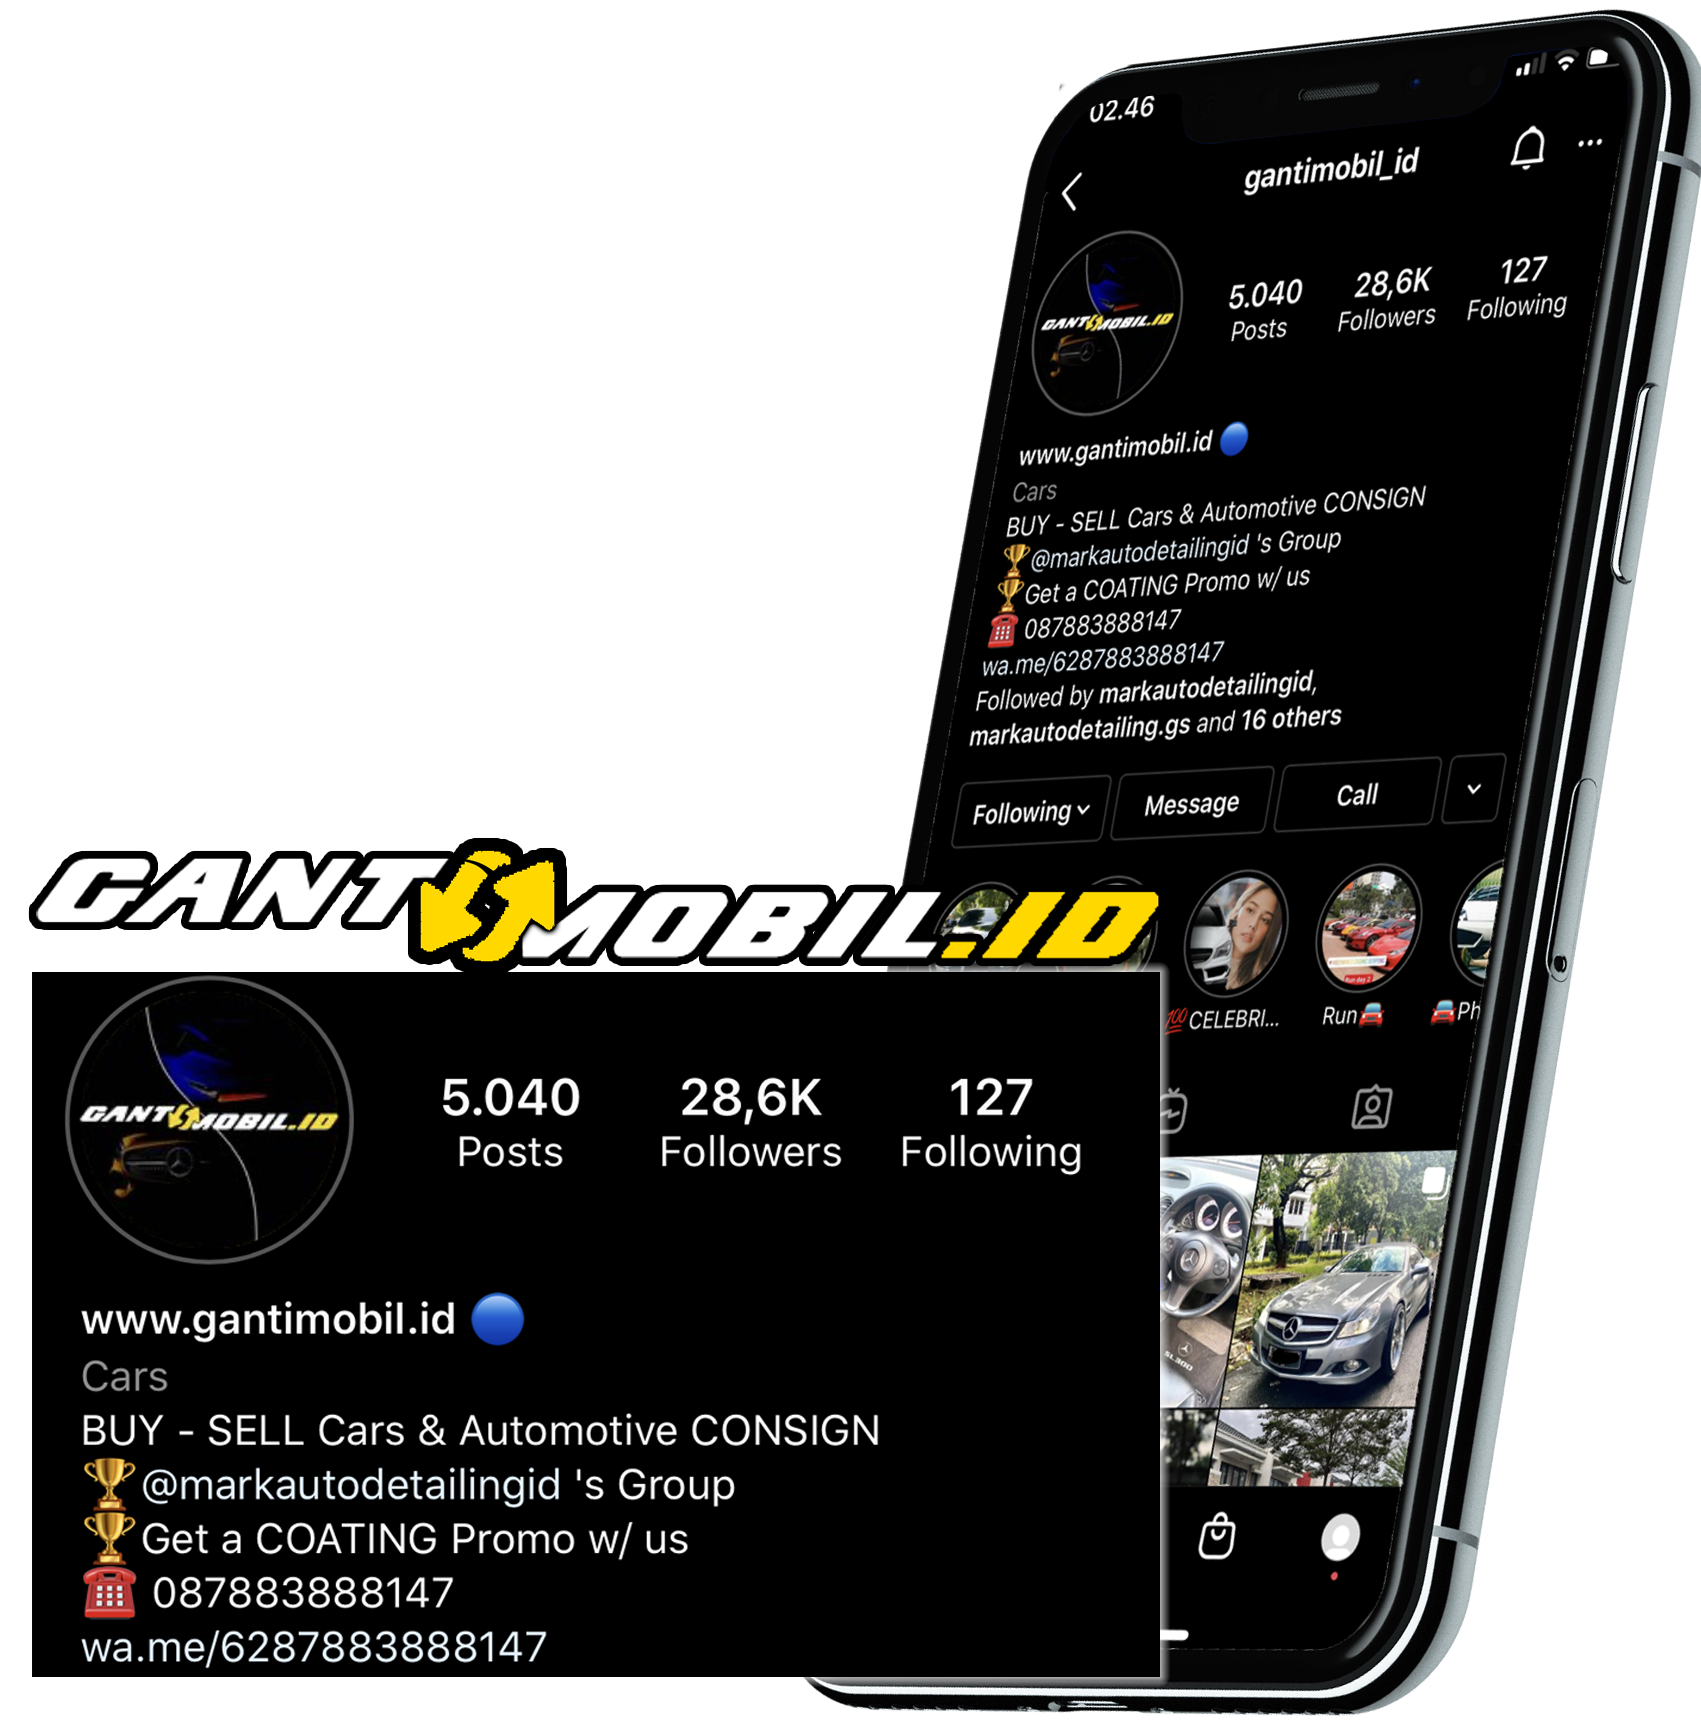 02.46
gantimobil_id
GANTIMOBIL.ID
5.040 28,6K 127
Posts Followers Following
www.gantimobil.id 🔵
Cars
BUY - SELL Cars & Automotive CONSIGN
🏆@markautodetailingid 's Group
🏆Get a COATING Promo w/ us
☎️ 087883888147
wa.me/6287883888147
Followed by markautodetailingid,
markautodetailing.gs and 16 others
Following Message Call
💯CELEBRI... Run🚘 🚘Ph
SL300
GANTIMOBIL.ID
GANTIMOBIL.ID
5.040 28,6K 127
Posts Followers Following
www.gantimobil.id 🔵
Cars
BUY - SELL Cars & Automotive CONSIGN
🏆@markautodetailingid 's Group
🏆Get a COATING Promo w/ us
☎️ 087883888147
wa.me/6287883888147